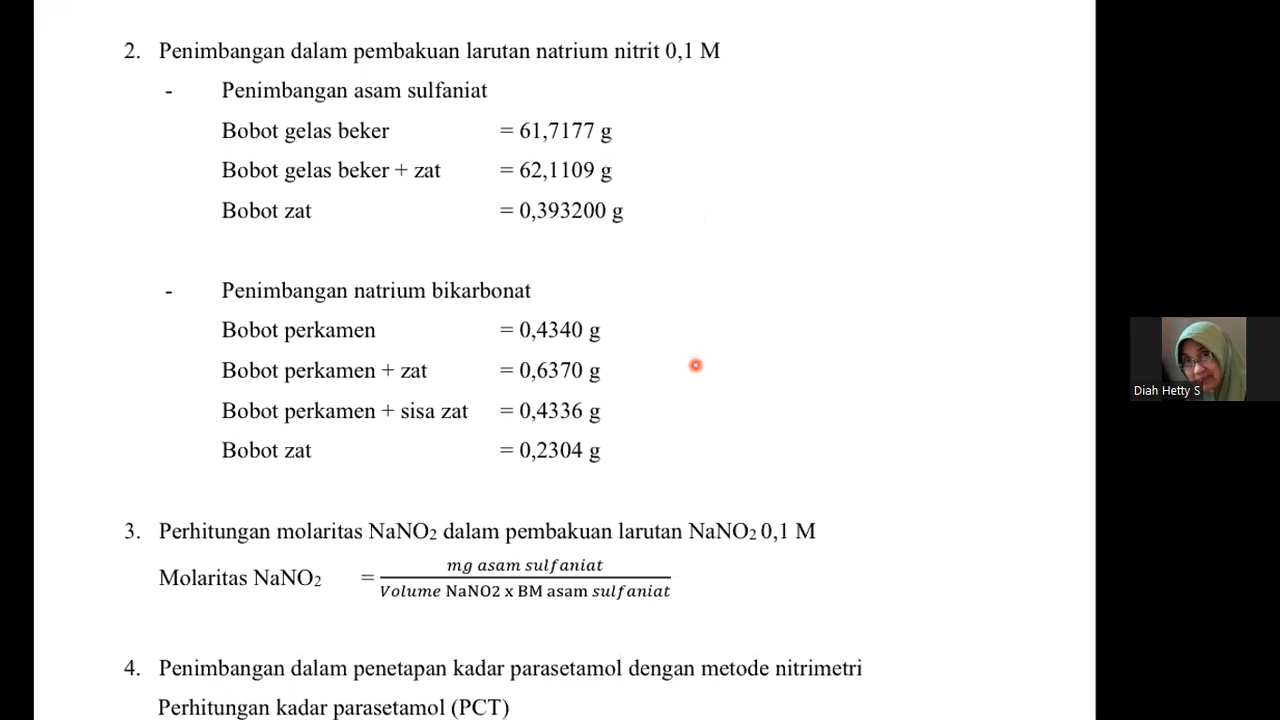 2. Penimbangan dalam pembakuan larutan natrium nitrit 0,1 M
- Penimbangan asam sulfaniat
Bobot gelas beker = 61,7177 g
Bobot gelas beker + zat = 62,1109 g
Bobot zat = 0,393200 g
- Penimbangan natrium bikarbonat
Bobot perkamen = 0,4340 g
Bobot perkamen + zat = 0,6370 g
Bobot perkamen + sisa zat = 0,4336 g
Bobot zat = 0,2304 g
Diah Hetty S
3. Perhitungan molaritas NaNO₂ dalam pembakuan larutan NaNO₂ 0,1 M
mg asam sulfaniat
Molaritas NaNO₂ =
Volume NaNO2 x BM asam sulfaniat
4. Penimbangan dalam penetapan kadar parasetamol dengan metode nitrimetri
Perhitungan kadar parasetamol (PCT)